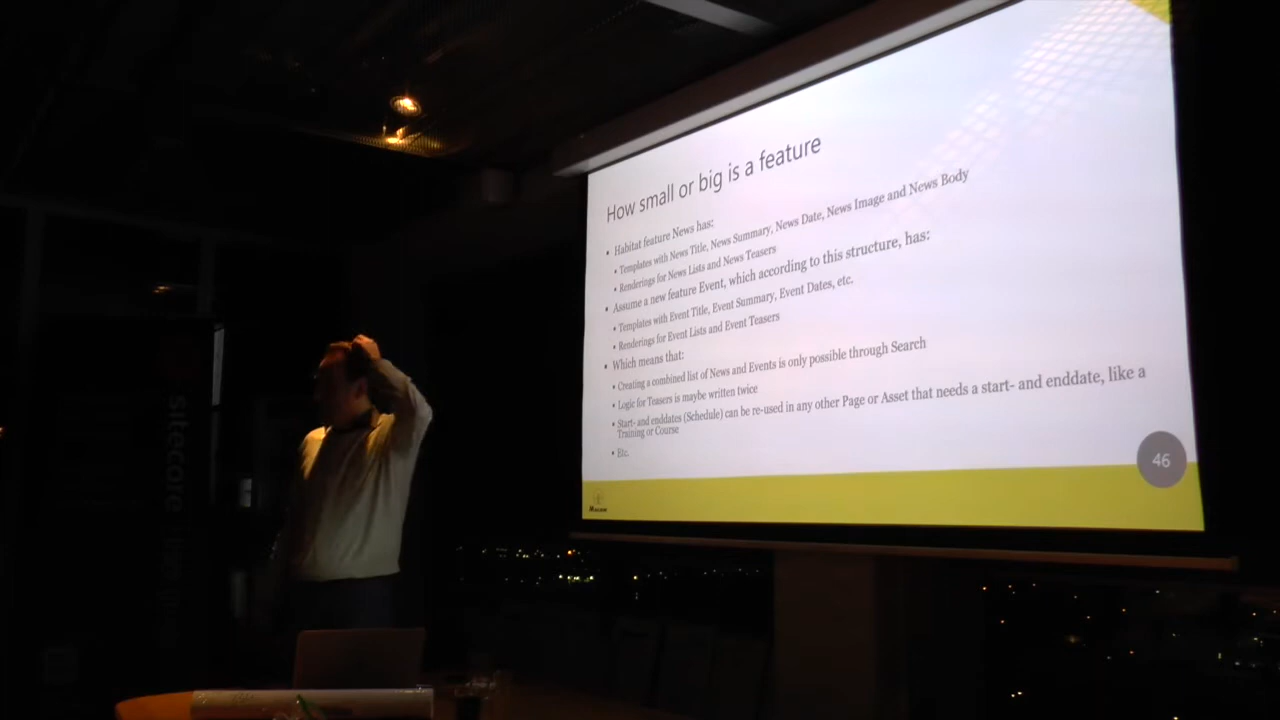 How small or big is a feature
• Habitat feature News has:
• Templates with News Title, News Summary, News Date, News Image and News Body
• Renderings for News Lists and News Teasers
• Assume a new feature Event, which according to this structure, has:
• Templates with Event Title, Event Summary, Event Dates, etc.
• Renderings for Event Lists and Event Teasers
• Which means that:
• Creating a combined list of News and Events is only possible through Search
• Logic for Teasers is maybe written twice
• Start- and enddates (Schedule) can be re-used in any other Page or Asset that needs a start- and enddate, like a
Training or Course
• Etc.
46
sitecore